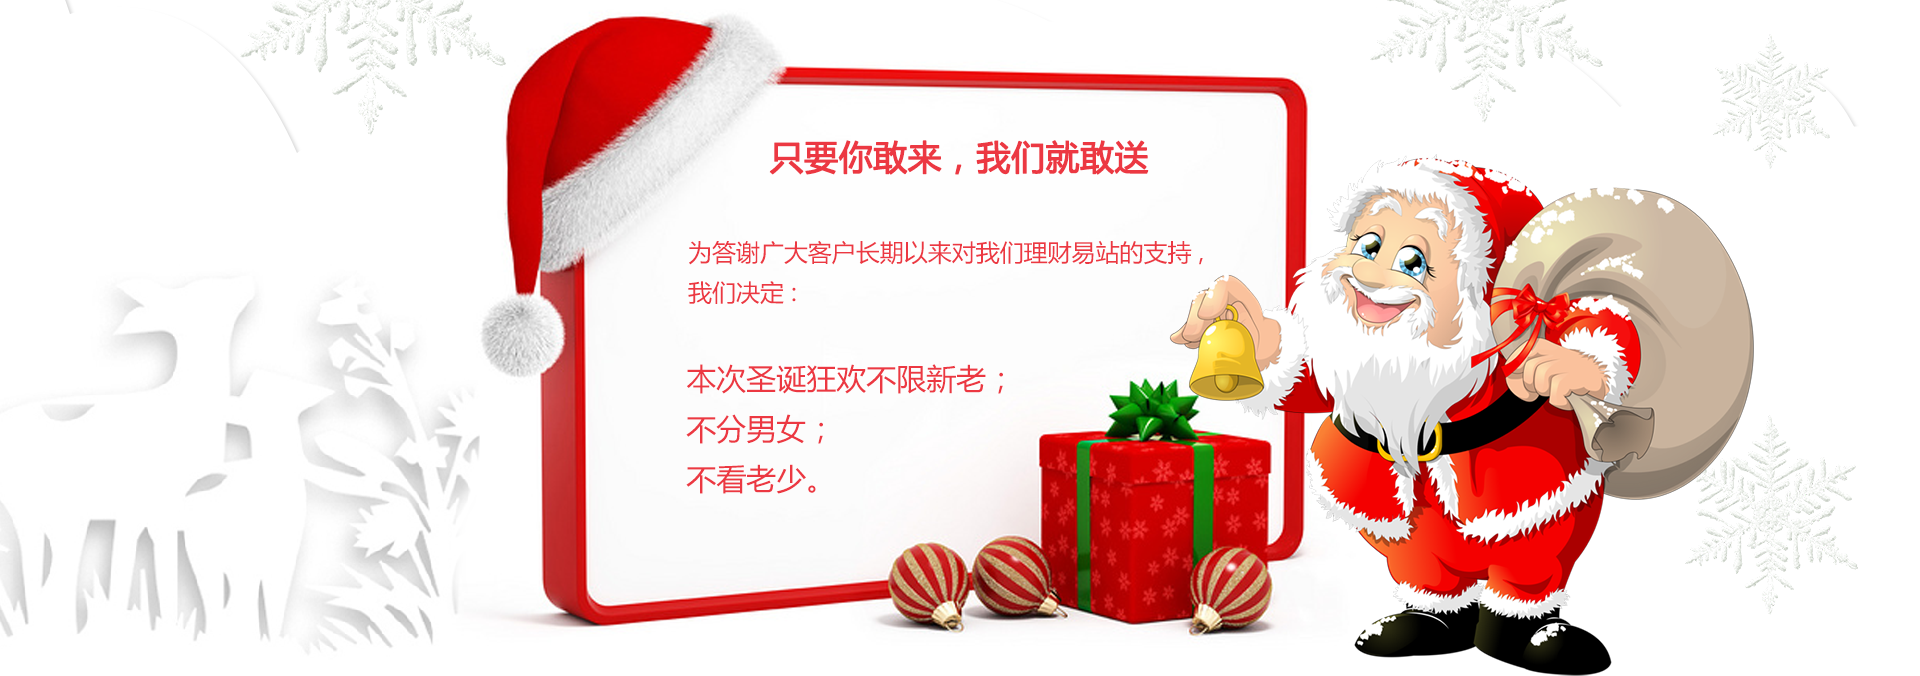 只要你敢来，我们就敢送
为答谢广大客户长期以来对我们理财易站的支持，
我们决定：
本次圣诞狂欢不限新老；
不分男女；
不看老少。